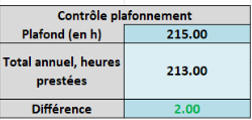 Contrôle plafonnement
Plafond (en h) 215.00
Total annuel, heures
prestées 213.00
Différence 2.00